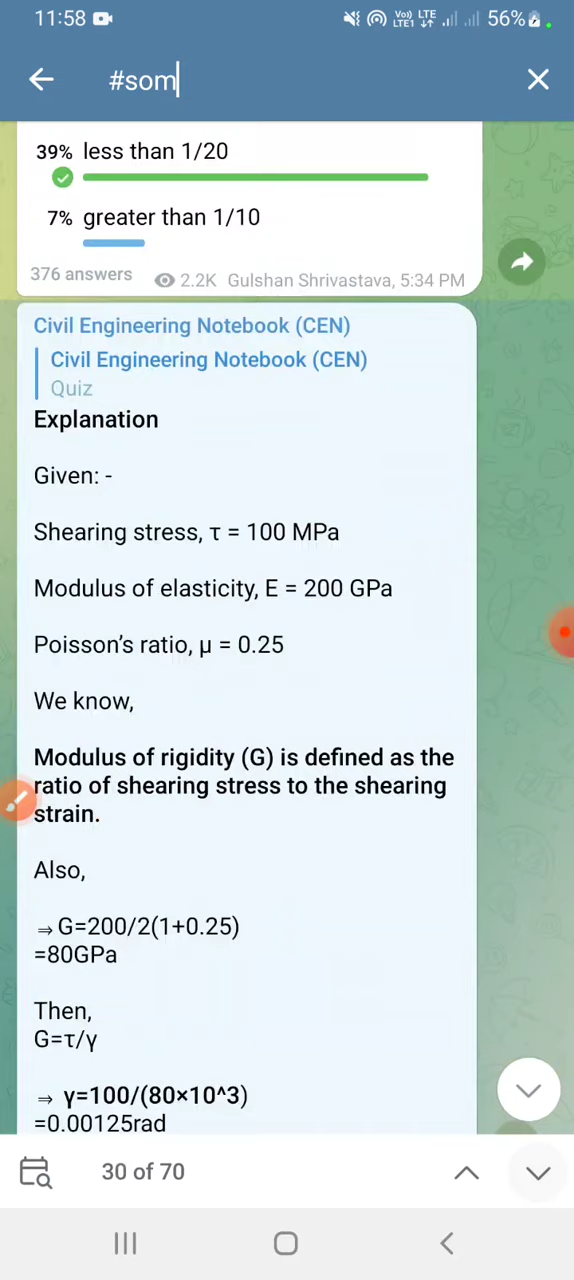 11:58
Vo)) LTE
LTE1
56%
#som
39% less than 1/20
7% greater than 1/10
376 answers 2.2K Gulshan Shrivastava, 5:34 PM
Civil Engineering Notebook (CEN)
Civil Engineering Notebook (CEN)
Quiz
Explanation
Given: -
Shearing stress, τ = 100 MPa
Modulus of elasticity, E = 200 GPa
Poisson’s ratio, μ = 0.25
We know,
Modulus of rigidity (G) is defined as the
ratio of shearing stress to the shearing
strain.
Also,
⇒ G=200/2(1+0.25)
=80GPa
Then,
G=τ/γ
⇒ γ=100/(80×10^3)
=0.00125rad
30 of 70